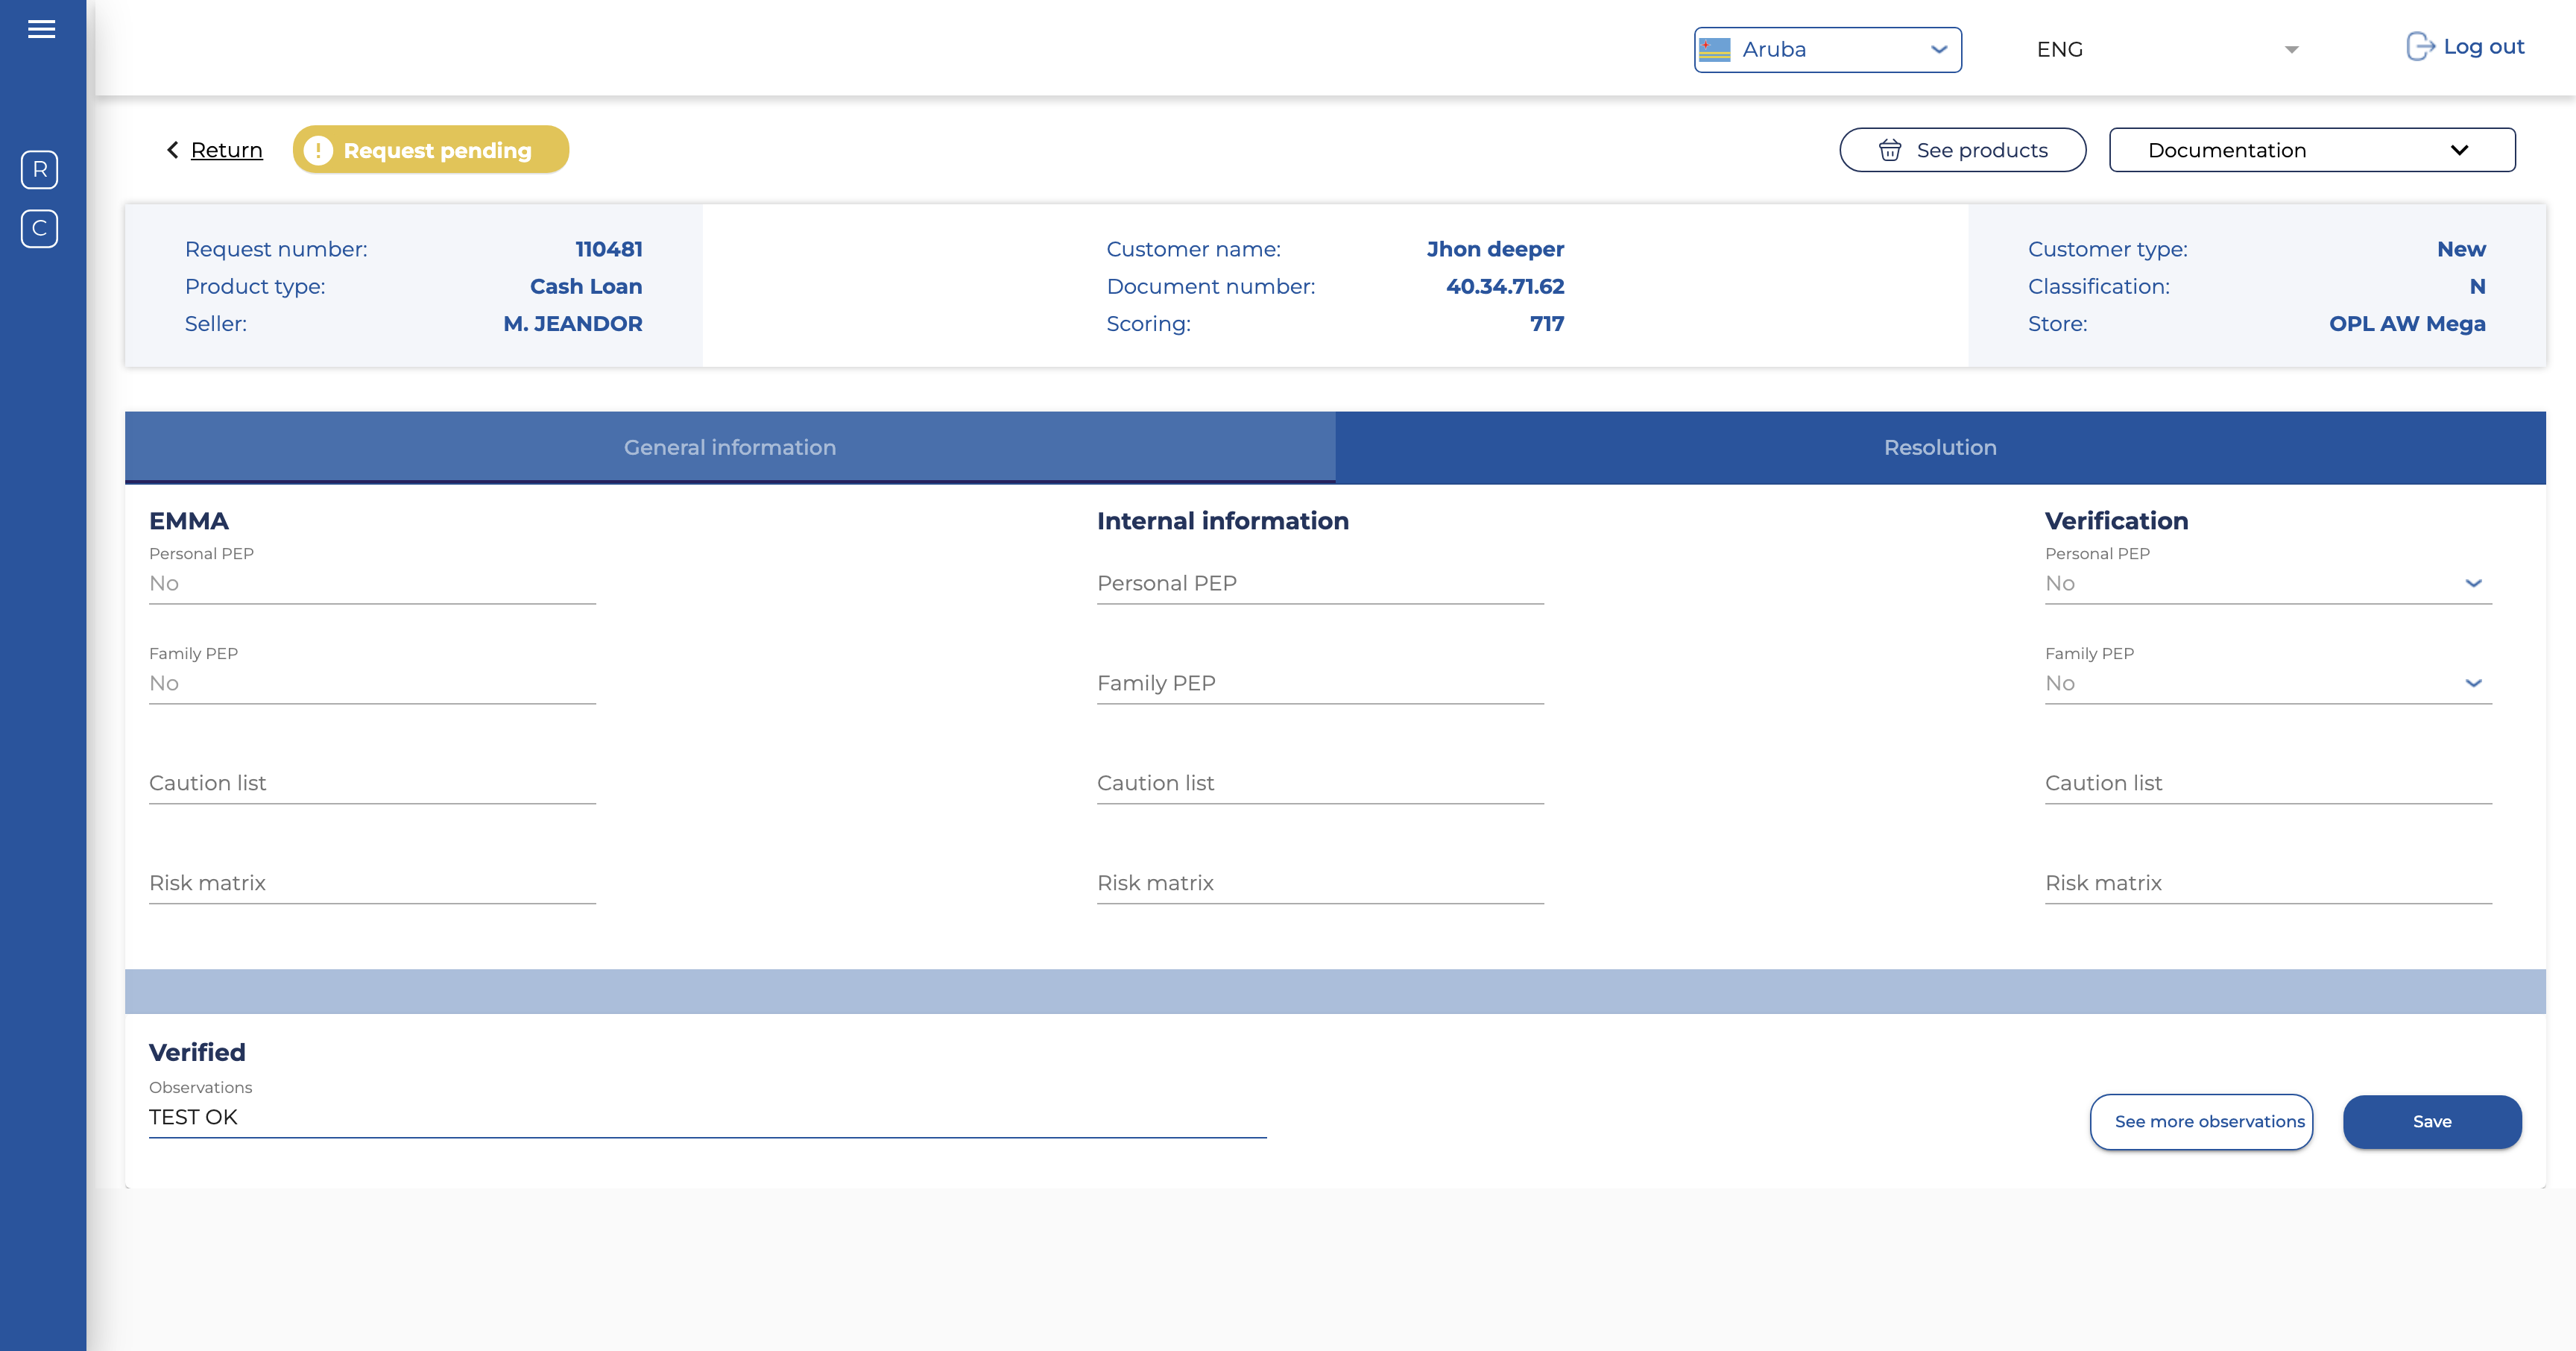 Aruba
ENG
Log out
R
C
Return
Request pending
See products
Documentation
Request number: 110481
Product type: Cash Loan
Seller: M. JEANDOR
Customer name: Jhon deeper
Document number: 40.34.71.62
Scoring: 717
Customer type: New
Classification: N
Store: OPL AW Mega
General information
Resolution
EMMA
Personal PEP
No
Family PEP
No
Caution list
Risk matrix
Internal information
Personal PEP
Family PEP
Caution list
Risk matrix
Verification
Personal PEP
No
Family PEP
No
Caution list
Risk matrix
Verified
Observations
TEST OK
See more observations
Save